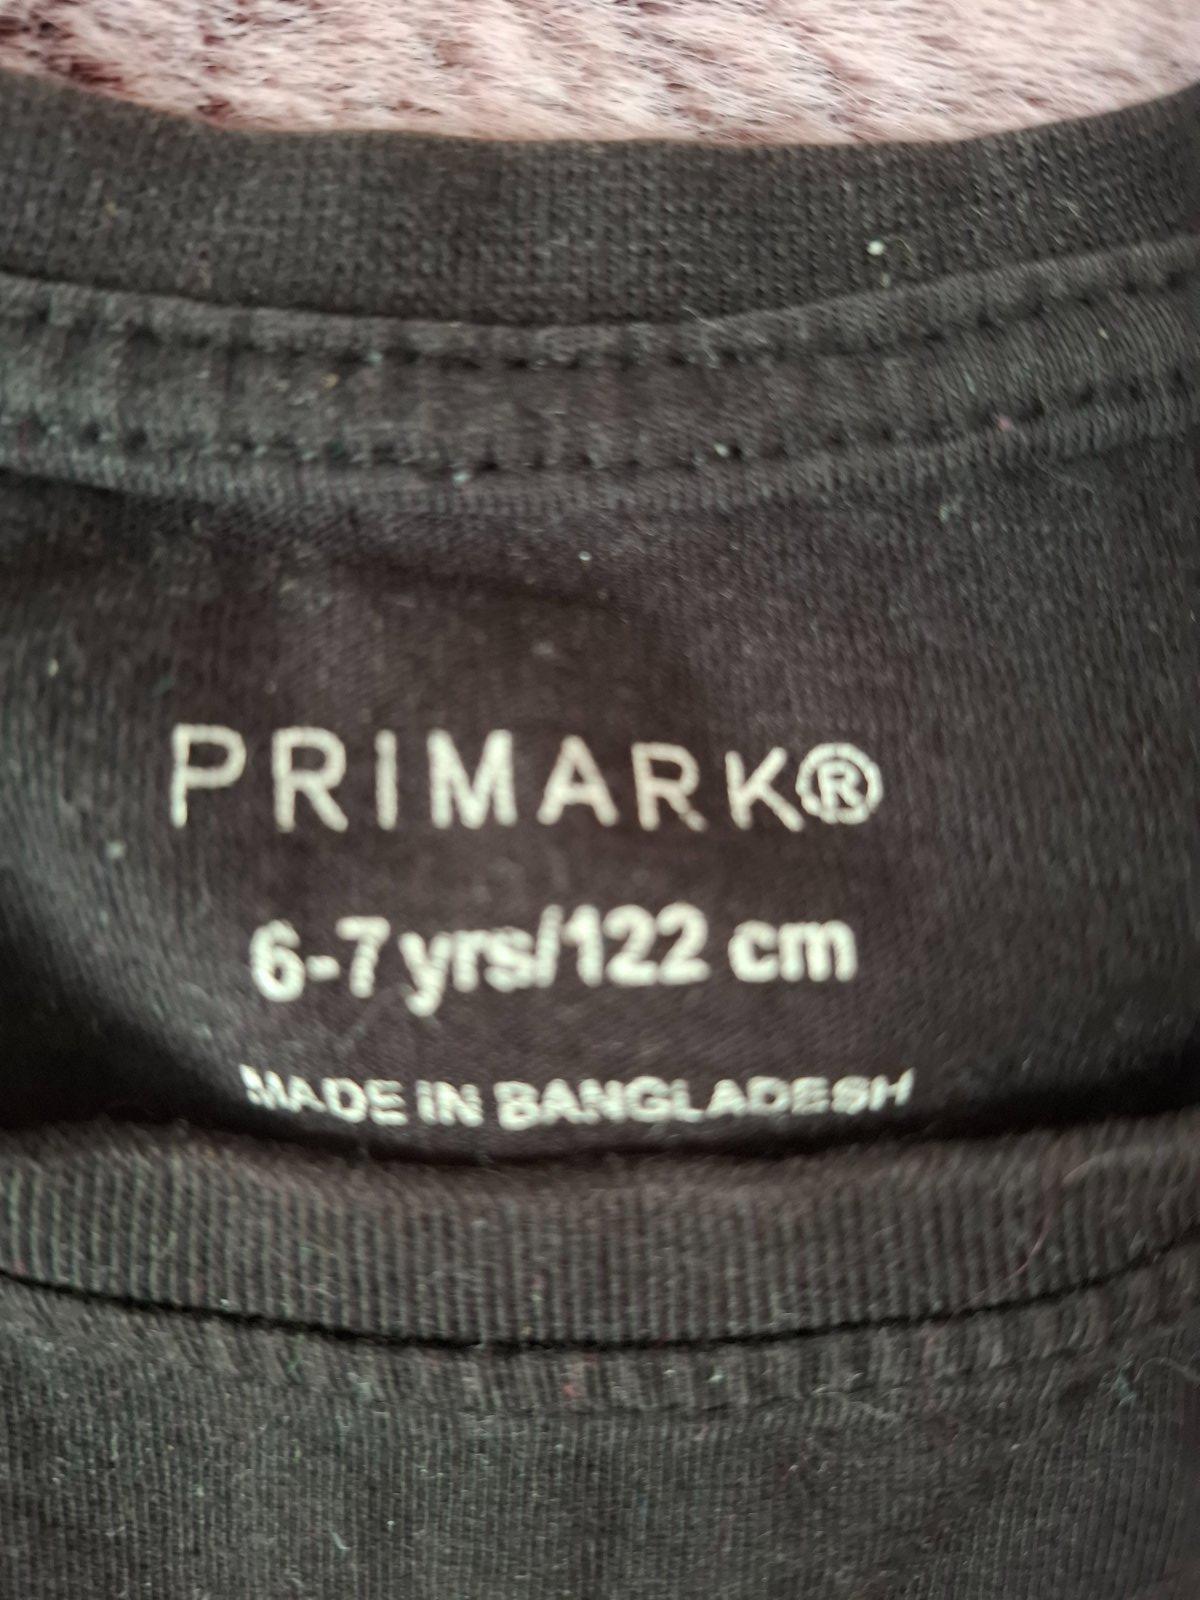 PRIMARK®
6-7 yrs/122 cm
MADE IN BANGLADESH